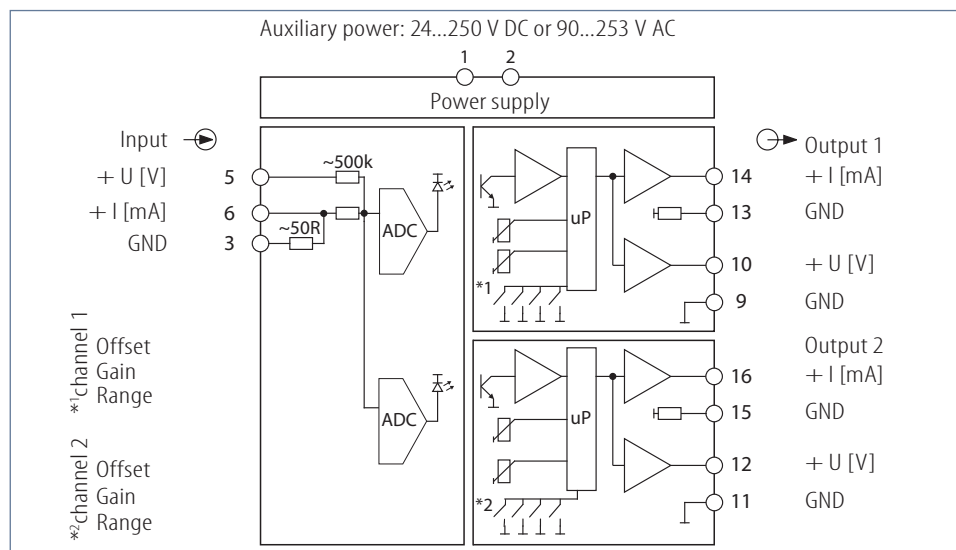 Auxiliary power: 24...250 V DC or 90...253 V AC
1 2
Power supply
Input
+ U [V] 5
~500k
+ I [mA] 6
GND 3
~50R
ADC
ADC
*1channel 1
Offset
Gain
Range
*2channel 2
Offset
Gain
Range
uP
*1
Output 1
14 + I [mA]
13 GND
10 + U [V]
9 GND
uP
*2
Output 2
16 + I [mA]
15 GND
12 + U [V]
11 GND